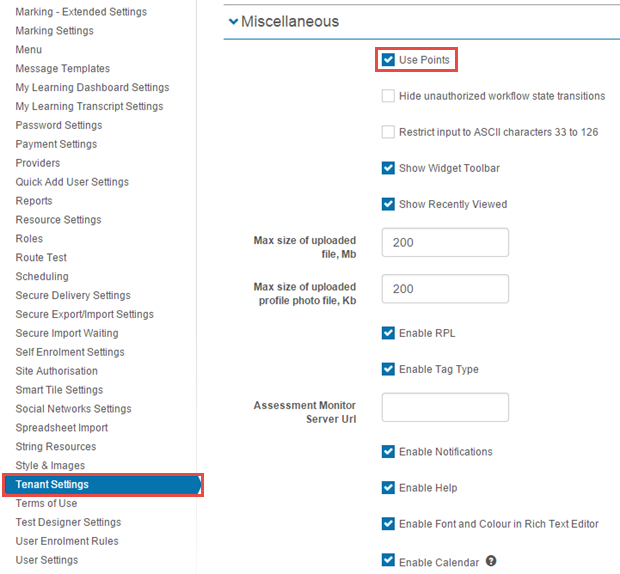 Marking - Extended Settings
Marking Settings
Menu
Message Templates
My Learning Dashboard Settings
My Learning Transcript Settings
Password Settings
Payment Settings
Providers
Quick Add User Settings
Reports
Resource Settings
Roles
Route Test
Scheduling
Secure Delivery Settings
Secure Export/Import Settings
Secure Import Waiting
Self Enrolment Settings
Site Authorisation
Smart Tile Settings
Social Networks Settings
Spreadsheet Import
String Resources
Style & Images
Tenant Settings
Terms of Use
Test Designer Settings
User Enrolment Rules
User Settings
Miscellaneous
Use Points
Hide unauthorized workflow state transitions
Restrict input to ASCII characters 33 to 126
Show Widget Toolbar
Show Recently Viewed
Max size of uploaded
file, Mb
200
Max size of uploaded
profile photo file, Kb
200
Enable RPL
Enable Tag Type
Assessment Monitor
Server Url
Enable Notifications
Enable Help
Enable Font and Colour in Rich Text Editor
Enable Calendar ?